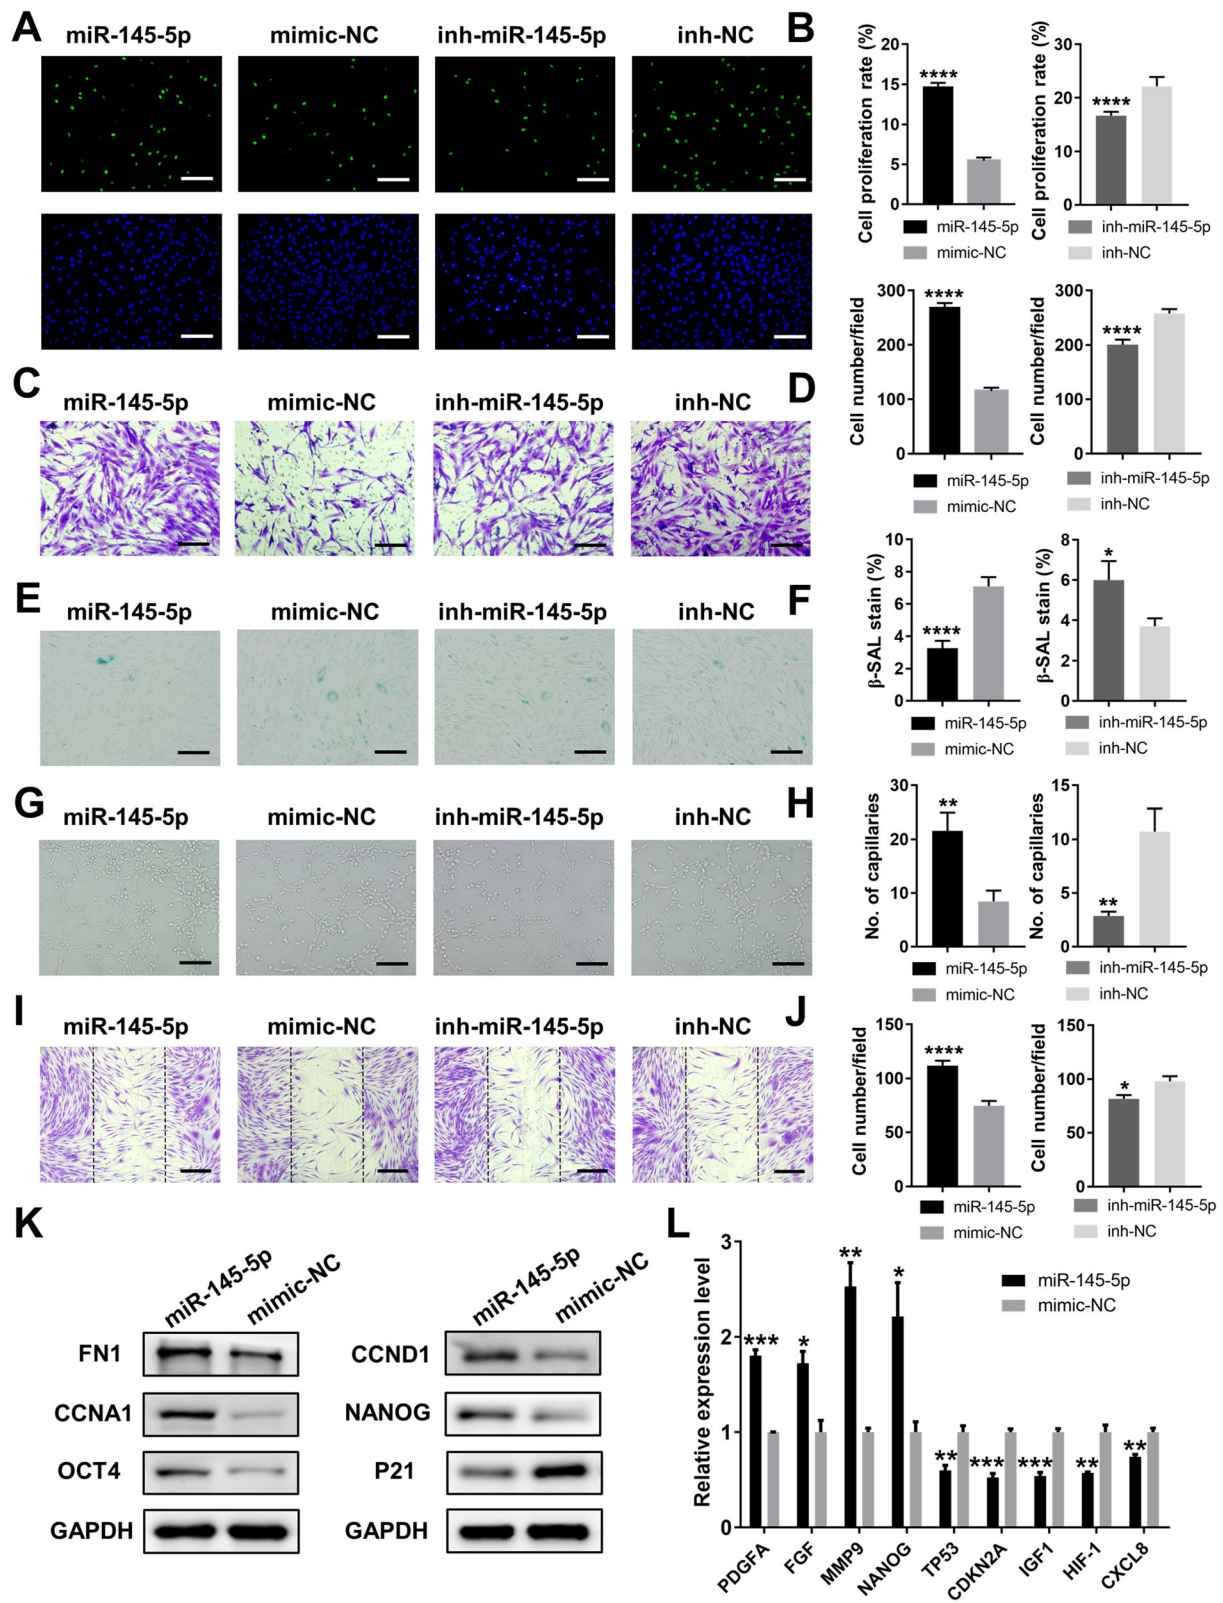 A
miR-145-5p mimic-NC inh-miR-145-5p inh-NC
B
Cell proliferation rate (%)
20
15
10
5
0
****
miR-145-5p
mimic-NC
Cell proliferation rate (%)
30
20
10
0
****
inh-miR-145-5p
inh-NC
C
miR-145-5p mimic-NC inh-miR-145-5p inh-NC
D
Cell number/field
300
200
100
0
****
miR-145-5p
mimic-NC
Cell number/field
300
200
100
0
****
inh-miR-145-5p
inh-NC
E
miR-145-5p mimic-NC inh-miR-145-5p inh-NC
F
β-SAL stain (%)
10
8
6
4
2
0
****
miR-145-5p
mimic-NC
β-SAL stain (%)
8
6
4
2
0
*
inh-miR-145-5p
inh-NC
G
miR-145-5p mimic-NC inh-miR-145-5p inh-NC
H
No. of capillaries
30
20
10
0
**
miR-145-5p
mimic-NC
No. of capillaries
15
10
5
0
**
inh-miR-145-5p
inh-NC
I
miR-145-5p mimic-NC inh-miR-145-5p inh-NC
J
Cell number/field
150
100
50
0
****
miR-145-5p
mimic-NC
Cell number/field
150
100
50
0
*
inh-miR-145-5p
inh-NC
K
miR-145-5p mimic-NC
FN1
CCNA1
OCT4
GAPDH
miR-145-5p mimic-NC
CCND1
NANOG
P21
GAPDH
L
Relative expression level
3
2
1
0
*** * ** * ** *** *** ** **
miR-145-5p
mimic-NC
PDGFA FGF MMP9 NANOG TP53 CDKN2A IGF1 HIF-1 CXCL8